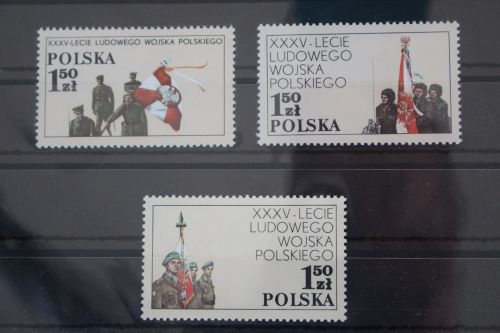 XXXV-LECIE LUDOWEGO WOJSKA POLSKIEGO
POLSKA
1 50
zł
XXXV-LECIE
LUDOWEGO
WOJSKA
POLSKIEGO
1 50
zł
POLSKA
XXXV-LECIE
LUDOWEGO
WOJSKA
POLSKIEGO
1 50
zł
POLSKA